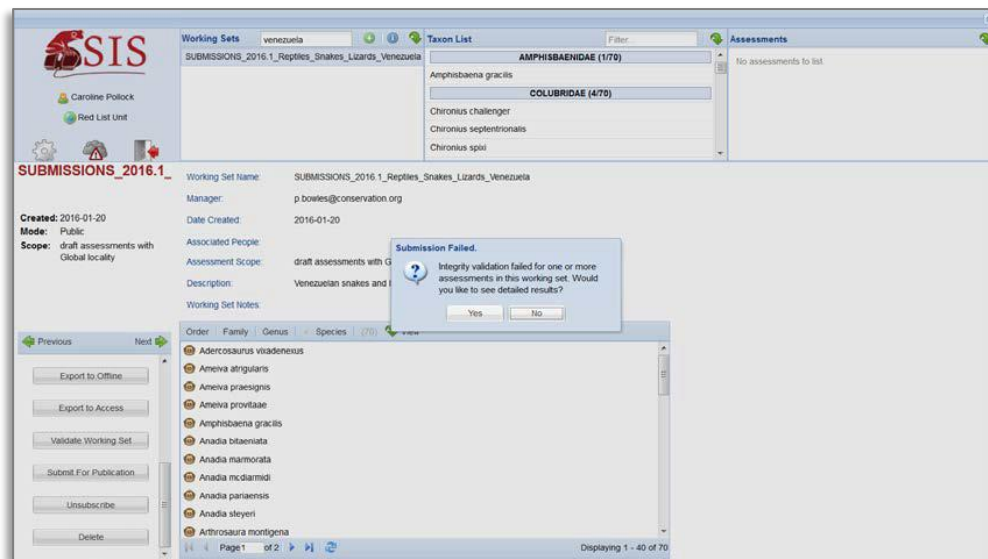 SIS
Caroline Pollock
Red List Unit
Working Sets venezuela
SUBMISSIONS_2016.1_Reptiles_Snakes_Lizards_Venezuela
Taxon List Filter...
AMPHISBAENIDAE (1/70)
Amphisbaena gracilis
COLUBRIDAE (4/70)
Chironius challenger
Chironius septentrionalis
Chironius spixi
Assessments
No assessments to list.
SUBMISSIONS_2016.1_
Created: 2016-01-20
Mode: Public
Scope: draft assessments with
Global locality
Working Set Name: SUBMISSIONS_2016.1_Reptiles_Snakes_Lizards_Venezuela
Manager: p.bowles@conservation.org
Date Created: 2016-01-20
Associated People:
Assessment Scope: draft assessments with G
Description: Venezuelan snakes and
Working Set Notes:
Submission Failed.
Integrity validation failed for one or more
assessments in this working set. Would
you like to see detailed results?
Yes No
Previous Next
Export to Offline
Export to Access
Validate Working Set
Submit For Publication
Unsubscribe
Delete
Order Family Genus Species (70) View
Adercosaurus vixadenexus
Ameiva atrigularis
Ameiva praesignis
Ameiva provitaae
Amphisbaena gracilis
Anadia bitaeniata
Anadia marmorata
Anadia mcdiarmidi
Anadia pariaensis
Anadia steyeri
Arthrosaura montigena
Page 1 of 2
Displaying 1 - 40 of 70